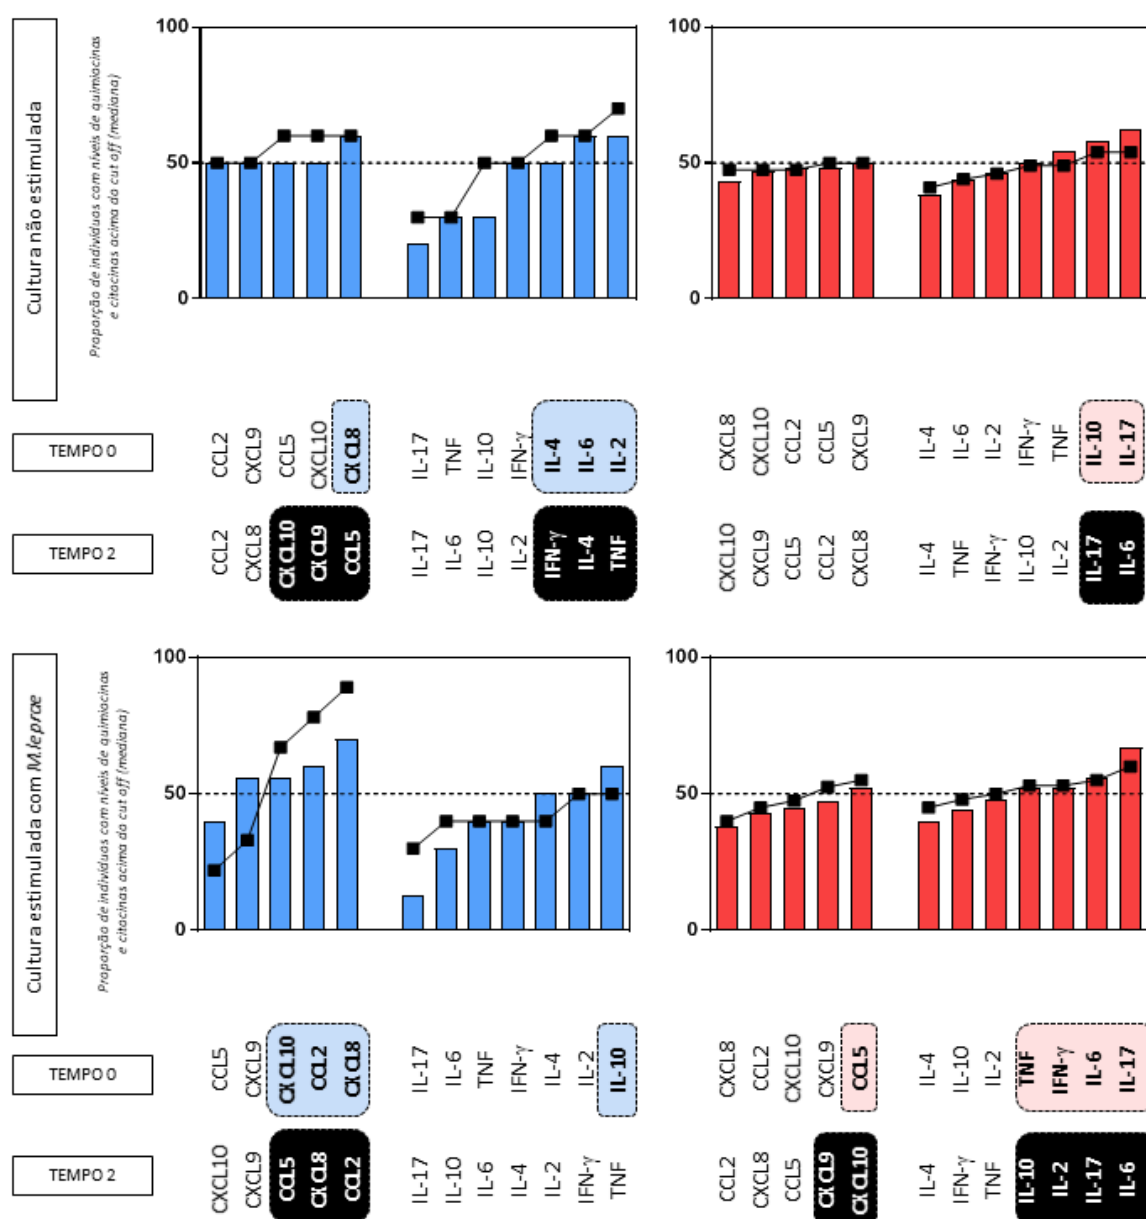 Cultura não estimulada
Proporção de indivíduos com níveis de quimiocinas
e citocinas acima do cut off (mediana)
100
50
0
100
50
0
TEMPO 0
CCL2
CXCL9
CCL5
CXCL10
CXCL8
IL-17
TNF
IL-10
IFN-γ
IL-4
IL-6
IL-2
CXCL8
CXCL10
CCL2
CCL5
CXCL9
IL-4
IL-6
IL-2
IFN-γ
TNF
IL-10
IL-17
TEMPO 2
CCL2
CXCL8
CXCL10
CXCL9
CCL5
IL-17
IL-6
IL-10
IL-2
IFN-γ
IL-4
TNF
CXCL10
CXCL9
CCL5
CCL2
CXCL8
IL-4
TNF
IFN-γ
IL-10
IL-2
IL-17
IL-6
Cultura estimulada com M.leprae
Proporção de indivíduos com níveis de quimiocinas
e citocinas acima do cut off (mediana)
100
50
0
100
50
0
TEMPO 0
CCL5
CXCL9
CXCL10
CCL2
CXCL8
IL-17
IL-6
TNF
IFN-γ
IL-4
IL-2
IL-10
CXCL8
CCL2
CXCL10
CXCL9
CCL5
IL-4
IL-10
IL-2
TNF
IFN-γ
IL-6
IL-17
TEMPO 2
CXCL10
CXCL9
CCL5
CXCL8
CCL2
IL-17
IL-10
IL-6
IL-4
IL-2
IFN-γ
TNF
CCL2
CXCL8
CCL5
CXCL9
CXCL10
IL-4
IFN-γ
TNF
IL-10
IL-2
IL-17
IL-6